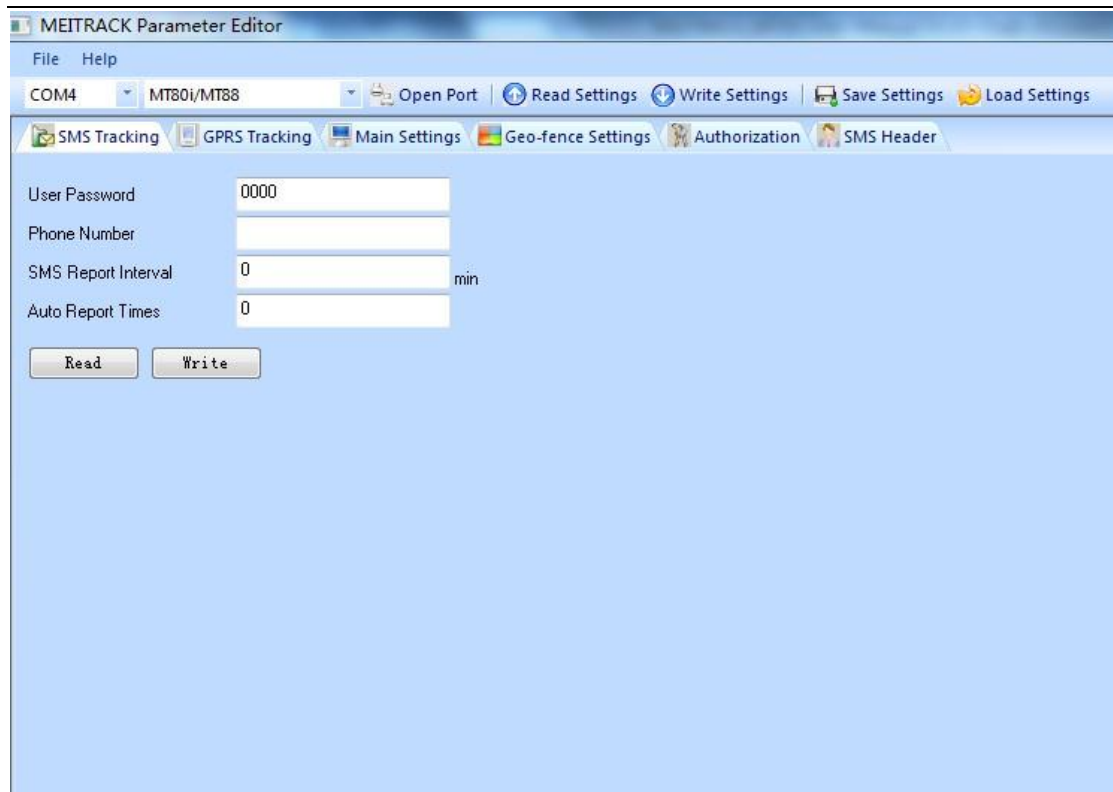 MEITRACK Parameter Editor
File Help
COM4 MT80i/MT88 Open Port Read Settings Write Settings Save Settings Load Settings
SMS Tracking GPRS Tracking Main Settings Geo-fence Settings Authorization SMS Header
User Password 0000
Phone Number
SMS Report Interval 0 min
Auto Report Times 0
Read Write